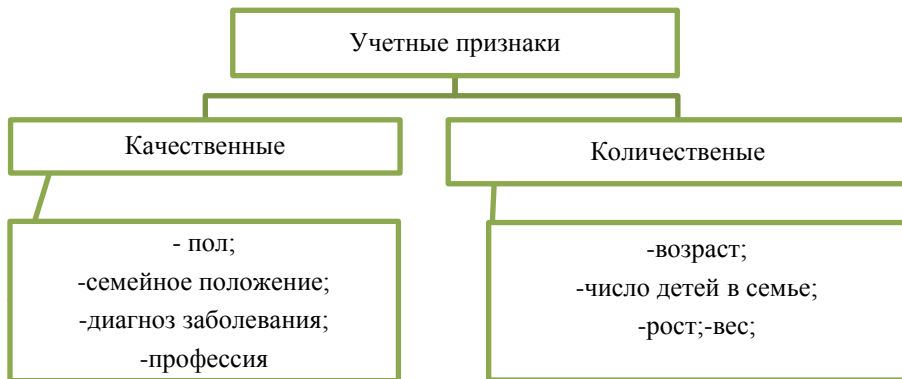 Учетные признаки
Качественные
Количественые
- пол;
-семейное положение;
-диагноз заболевания;
-профессия
-возраст;
-число детей в семье;
-рост;-вес;